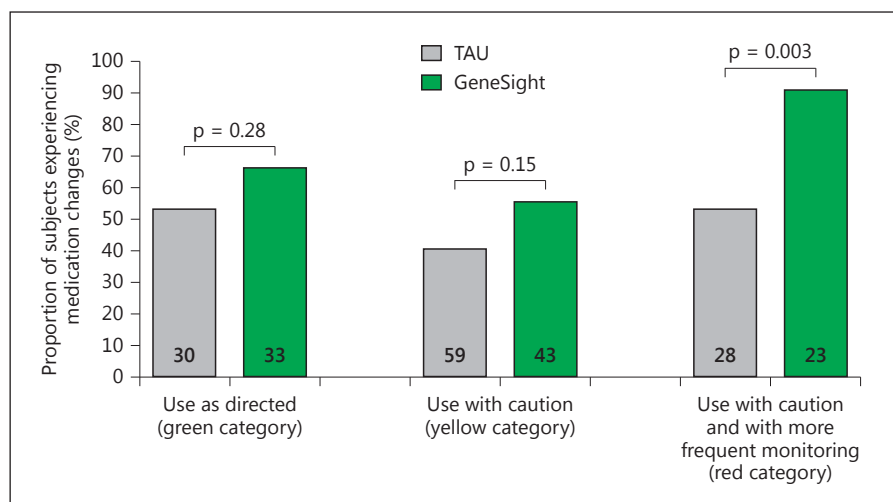 Proportion of subjects experiencing
medication changes (%)
100
90
80
70
60
50
40
30
20
10
0
TAU
GeneSight
p = 0.28
p = 0.15
p = 0.003
30
33
59
43
28
23
Use as directed
(green category)
Use with caution
(yellow category)
Use with caution
and with more
frequent monitoring
(red category)